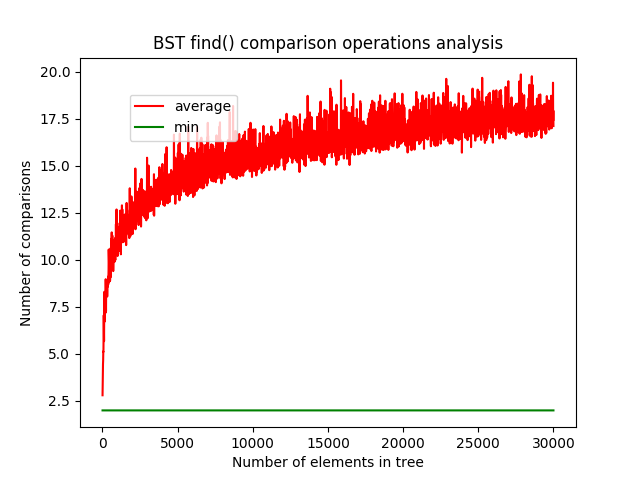 BST find() comparison operations analysis
20.0
17.5
15.0
12.5
10.0
7.5
5.0
2.5
Number of comparisons
average
min
0 5000 10000 15000 20000 25000 30000
Number of elements in tree